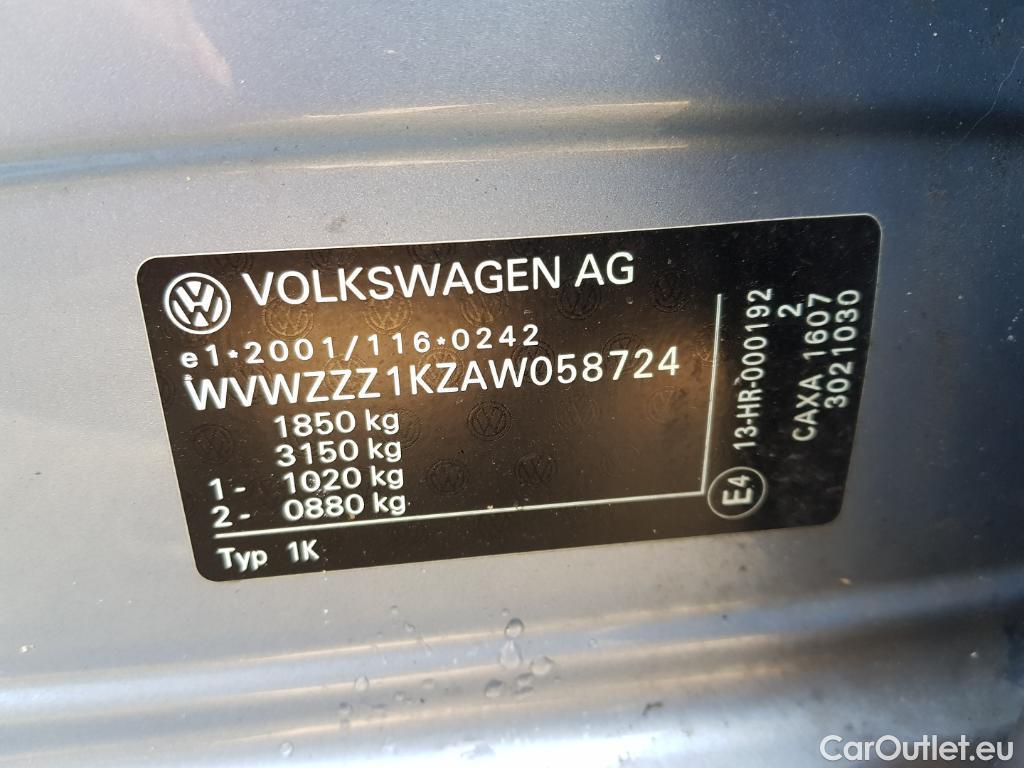 VOLKSWAGEN AG
e1*2001/116*0242
WVWZZZ1KZAW058724
1850 kg
3150 kg
1- 1020 kg
2- 0880 kg
Typ 1K
E4
13-HR-000192
2
CAXA 1607
3021030
CarOutlet.eu